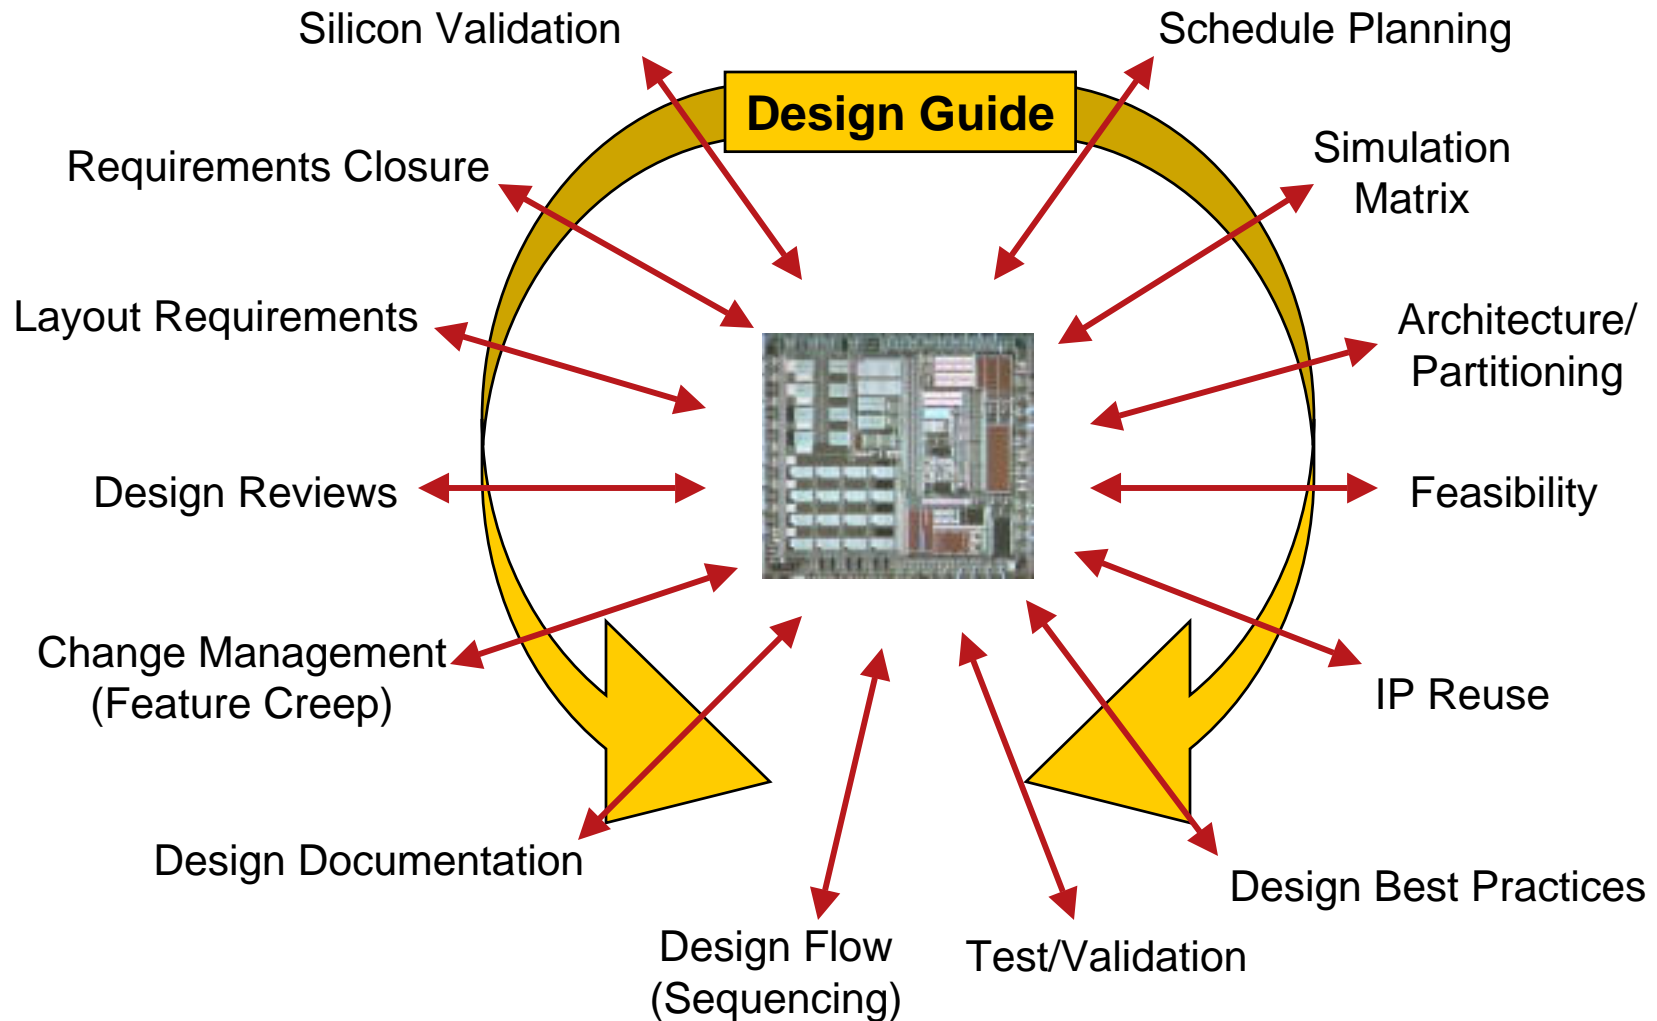 Silicon Validation
Schedule Planning
Design Guide
Requirements Closure
Simulation
Matrix
Layout Requirements
Architecture/
Partitioning
Design Reviews
Feasibility
Change Management
(Feature Creep)
IP Reuse
Design Documentation
Design Best Practices
Design Flow
(Sequencing)
Test/Validation